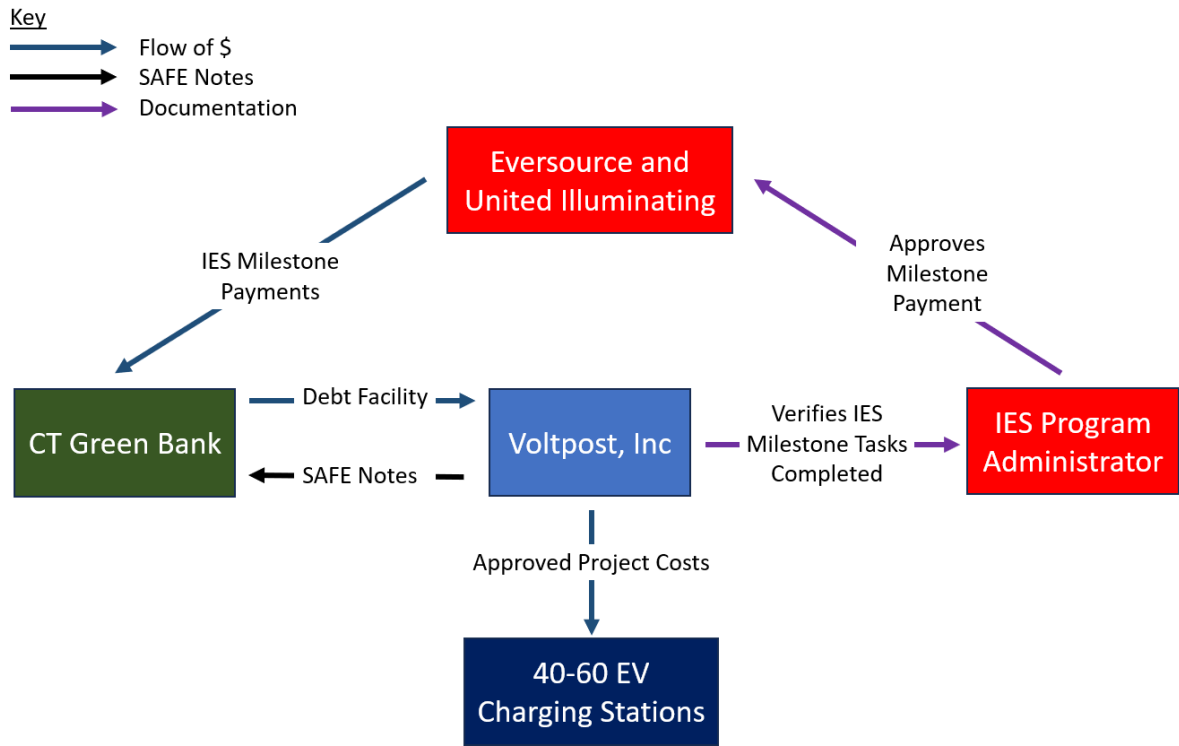 Key
Flow of $
SAFE Notes
Documentation
Eversource and
United Illuminating
IES Milestone
Payments
Approves
Milestone
Payment
CT Green Bank
Debt Facility
SAFE Notes
Voltpost, Inc
Verifies IES
Milestone Tasks
Completed
IES Program
Administrator
Approved Project Costs
40-60 EV
Charging Stations